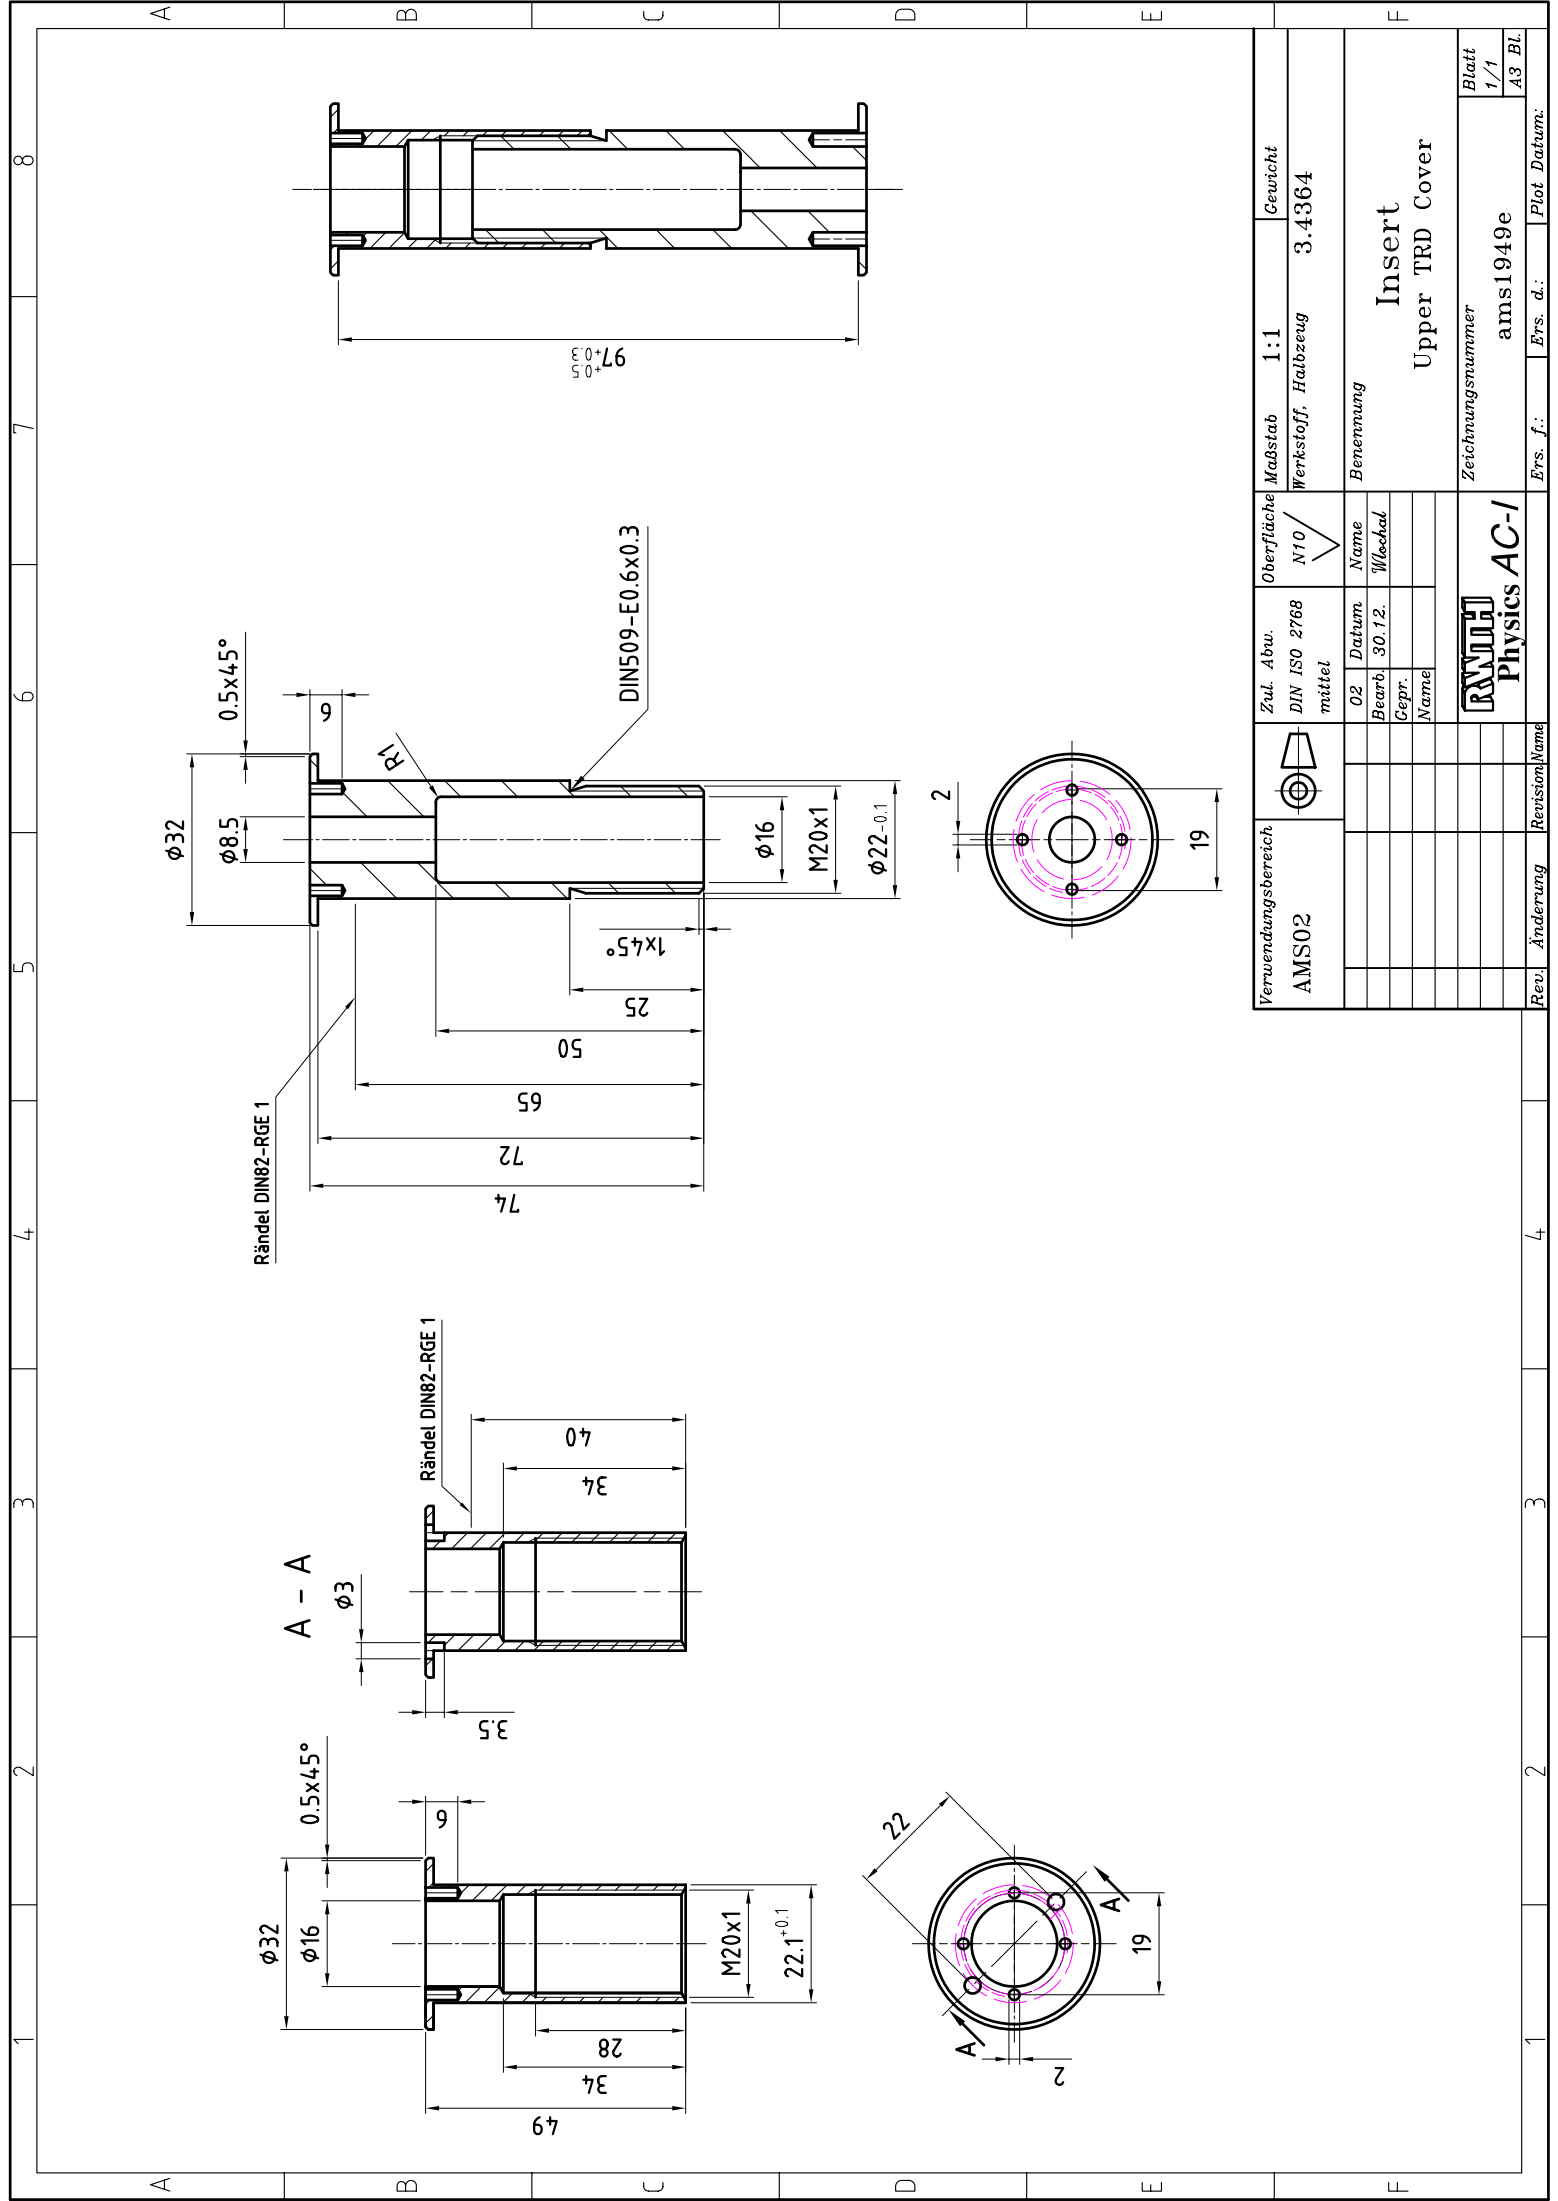 1
2
3
4
5
6
7
8
A
B
C
D
E
F
1
2
3
4
A
B
C
D
E
F
ϕ32
ϕ16
0.5x45°
6
M20x1
22.1+0.1
28
34
49
22
A
A
19
2
A - A
ϕ3
3.5
Rändel DIN82-RGE 1
40
34
Rändel DIN82-RGE 1
ϕ32
ϕ8.5
0.5x45°
6
R1
DIN509-E0.6x0.3
ϕ16
M20x1
ϕ22-0.1
1x45°
25
50
65
72
74
2
19
97+0.5
+0.3
Verwendungsbereich
AMS02
Zul. Abw.
DIN ISO 2768
mittel
Oberfläche
N10
Maßstab 1:1
Gewicht
Werkstoff, Halbzeug 3.4364
02 Datum Name
Bearb. 30.12. Wlochal
Gepr.
Name
Benennung
Insert
Upper TRD Cover
RWTH
Physics AC-I
Zeichnungsnummer
ams1949e
Blatt
1/1
A3 Bl.
Rev. Änderung Revision Name
Ers. f.: Ers. d.: Plot Datum: